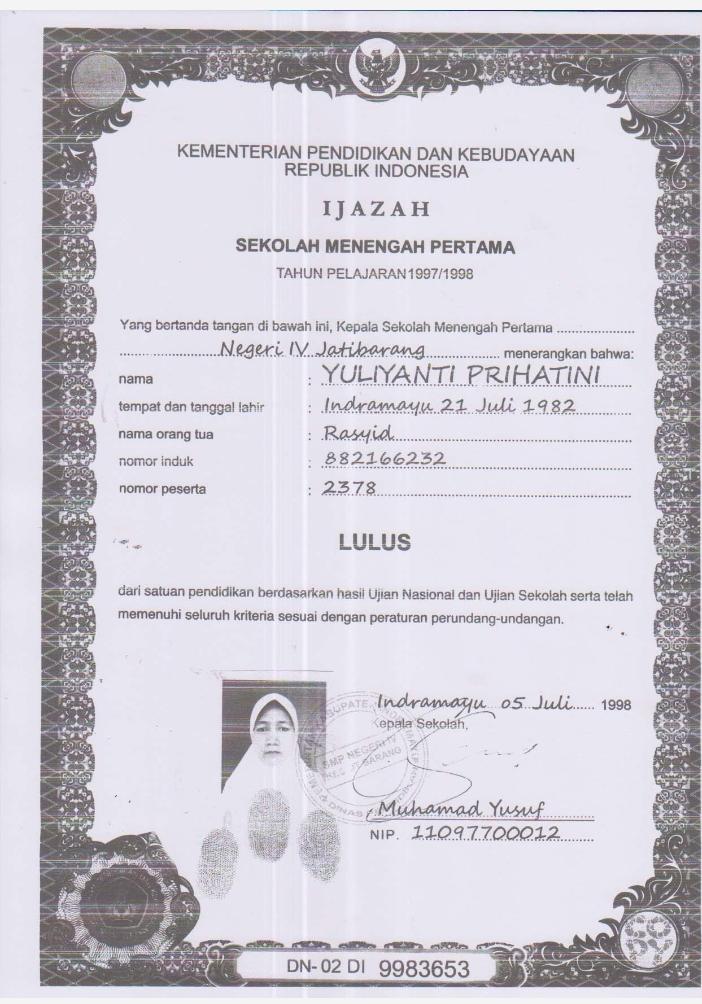 KEMENTERIAN PENDIDIKAN DAN KEBUDAYAAN
REPUBLIK INDONESIA
IJAZAH
SEKOLAH MENENGAH PERTAMA
TAHUN PELAJARAN 1997/1998
Yang bertanda tangan di bawah ini, Kepala Sekolah Menengah Pertama
Negeri IV Jatibarang menerangkan bahwa:
nama : YULIYANTI PRIHATINI
tempat dan tanggal lahir : Indramayu 21 Juli 1982
nama orang tua : Rasyid
nomor induk : 882166232
nomor peserta : 2378
LULUS
dari satuan pendidikan berdasarkan hasil Ujian Nasional dan Ujian Sekolah serta telah
memenuhi seluruh kriteria sesuai dengan peraturan perundang-undangan.
Indramayu 05 Juli 1998
Kepala Sekolah,
SMP NEGERI IV
Muhamad Yusuf
NIP. 11097700012
DN-02 DI 9983653